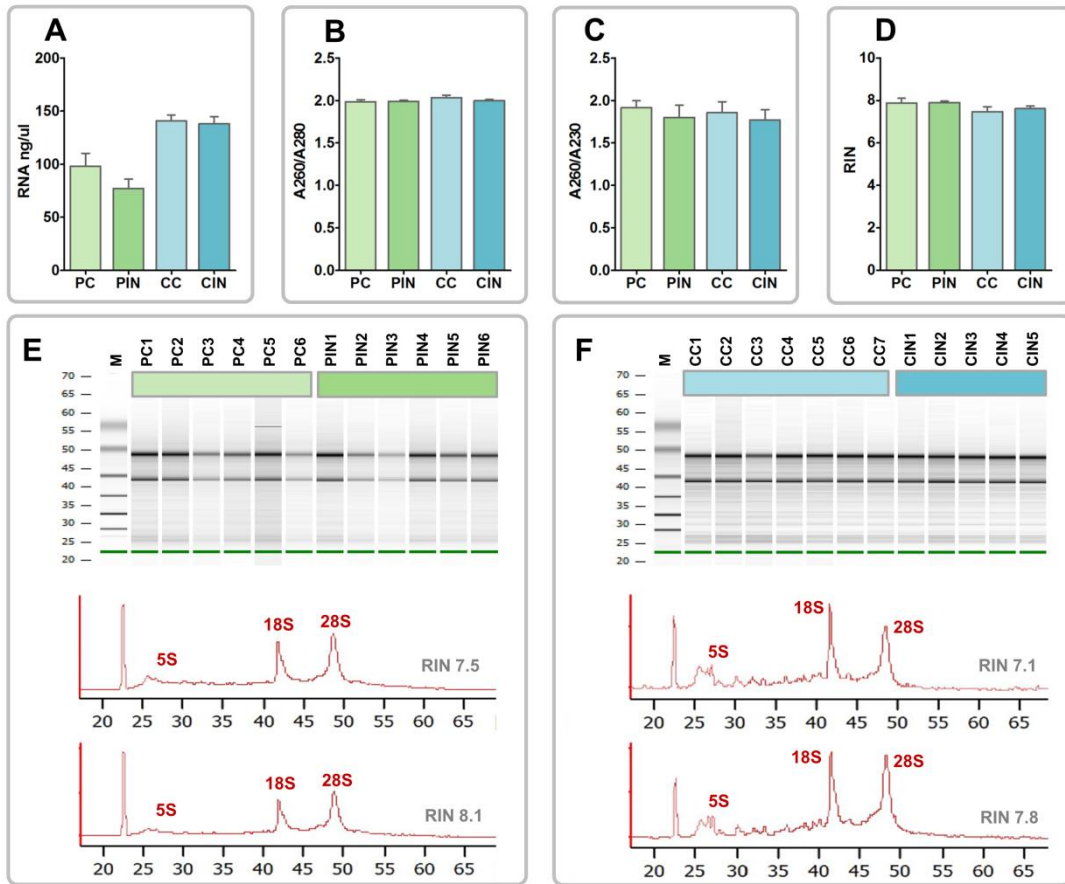 A
RNA ng/ul
200
150
100
50
0
PC PIN CC CIN
B
A260/A280
2.5
2.0
1.5
1.0
0.5
0.0
PC PIN CC CIN
C
A260/A230
2.5
2.0
1.5
1.0
0.5
0.0
PC PIN CC CIN
D
RIN
10
8
6
4
2
0
PC PIN CC CIN
E
M PC1 PC2 PC3 PC4 PC5 PC6 PIN1 PIN2 PIN3 PIN4 PIN5 PIN6
70
65
60
55
50
45
40
35
30
25
20
5S 18S 28S
RIN 7.5
20 25 30 35 40 45 50 55 60 65
5S 18S 28S
RIN 8.1
20 25 30 35 40 45 50 55 60 65
F
M CC1 CC2 CC3 CC4 CC5 CC6 CC7 CIN1 CIN2 CIN3 CIN4 CIN5
70
65
60
55
50
45
40
35
30
25
20
5S 18S 28S
RIN 7.1
20 25 30 35 40 45 50 55 60 65
5S 18S 28S
RIN 7.8
20 25 30 35 40 45 50 55 60 65